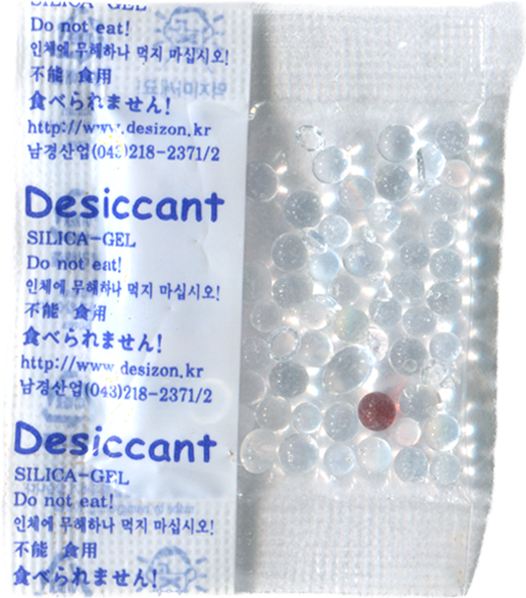 SILICA-GEL
Do not eat!
인체에 무해하나 먹지 마십시오!
不能 食用
食べられません!
http://www.desizon.kr
남경산업(043)218-2371/2
Desiccant
SILICA-GEL
Do not eat!
인체에 무해하나 먹지 마십시오!
不能 食用
食べられません!
http://www.desizon.kr
남경산업(043)218-2371/2
Desiccant
SILICA-GEL
Do not eat!
인체에 무해하나 먹지 마십시오!
不能 食用
食べられません!